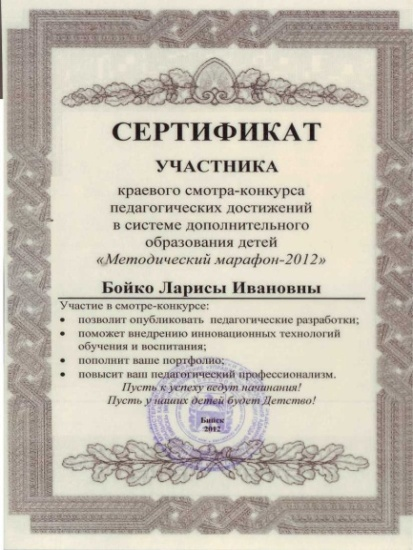 СЕРТИФИКАТ
УЧАСТНИКА
краевого смотра-конкурса
педагогических достижений
в системе дополнительного
образования детей
«Методический марафон-2012»
Бойко Ларисы Ивановны
Участие в смотре-конкурсе:
• позволит опубликовать педагогические разработки;
• поможет внедрению инновационных технологий
обучения и воспитания;
• пополнит ваше портфолио;
• повысит ваш педагогический профессионализм.
Пусть к успеху ведут начинания!
Пусть у наших детей будет Детство!
Бийск
2012